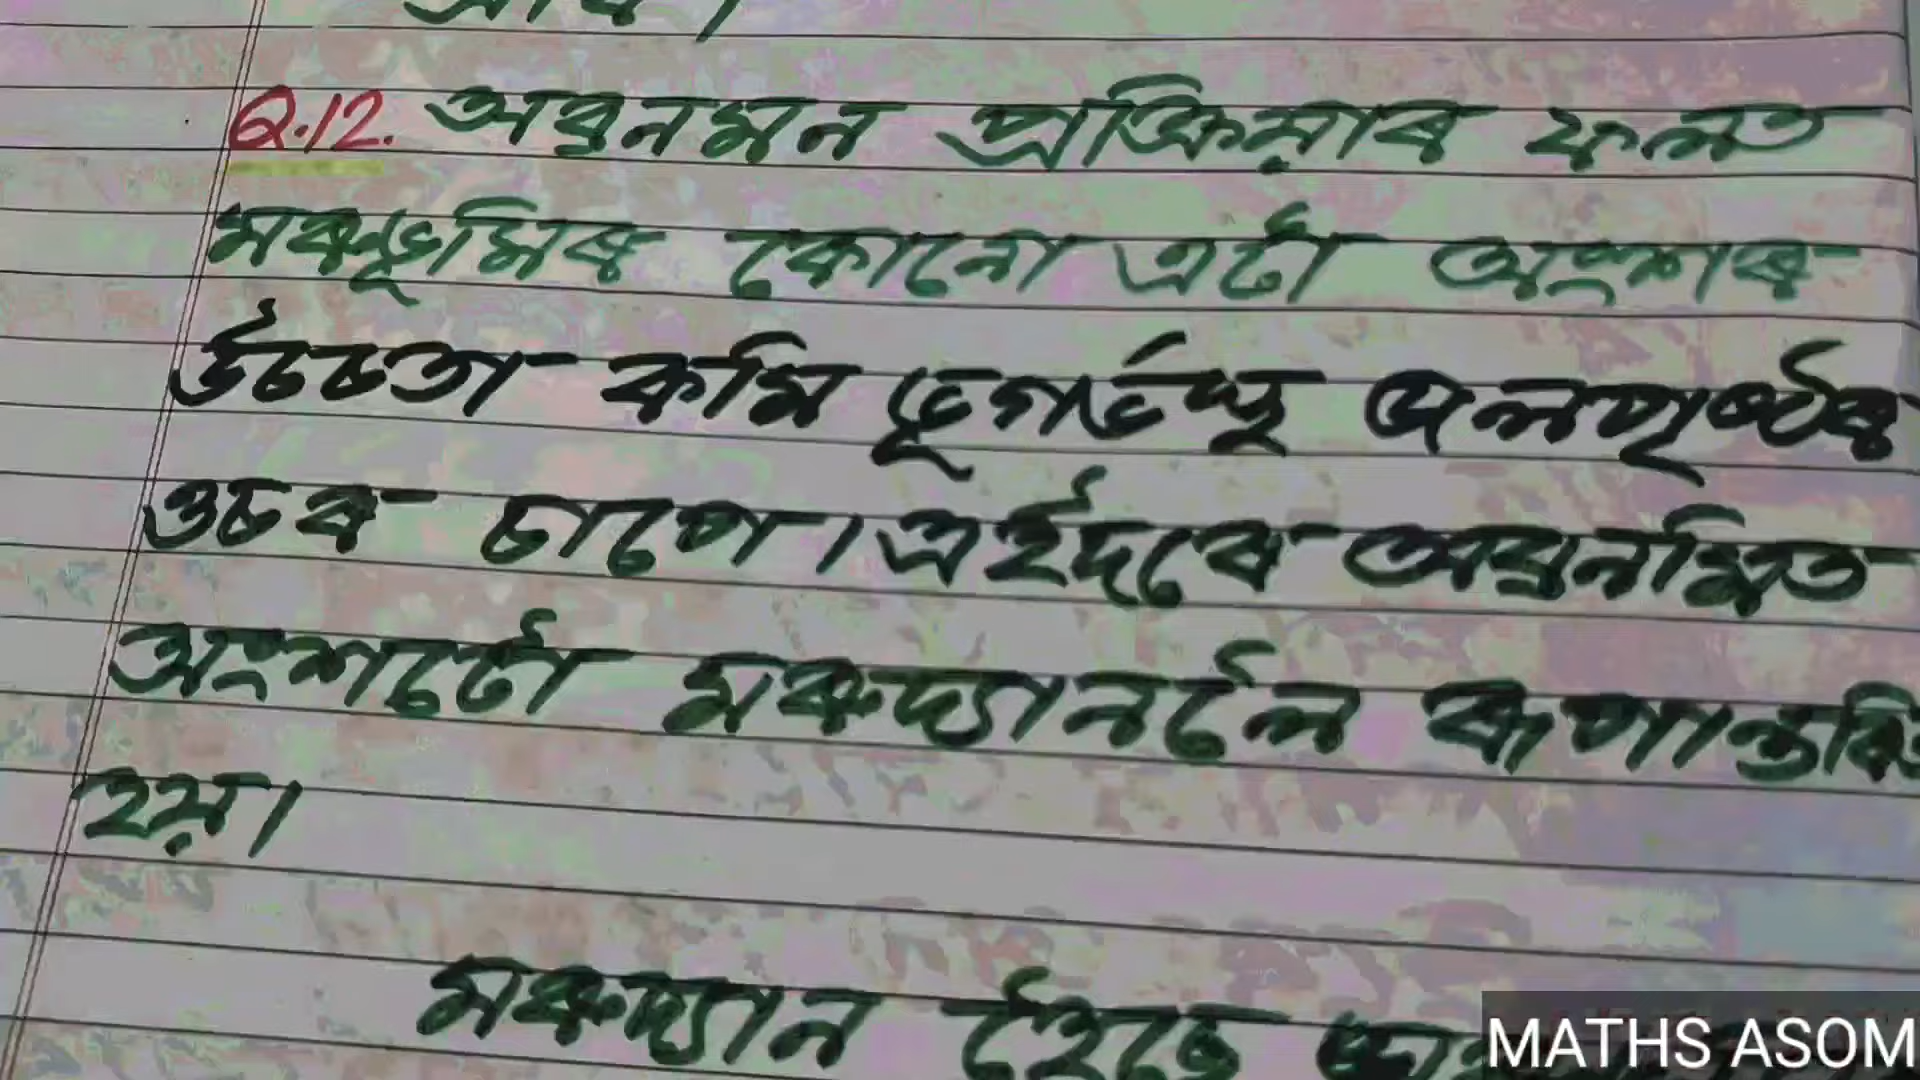 Q.12. অৱনমন প্ৰক্ৰিয়াৰ ফলত
মৰুভূমিৰ কোনো এটা অংশৰ
উচ্চতা কমি ভূগৰ্ভস্থ জলপৃষ্ঠৰ
ওচৰ চাপে। এইদৰে অৱনমিত
অংশটো মৰুদ্যানলৈ ৰূপান্তৰিত
হয়।
মৰুদ্যান হৈছে
MATHS ASOM